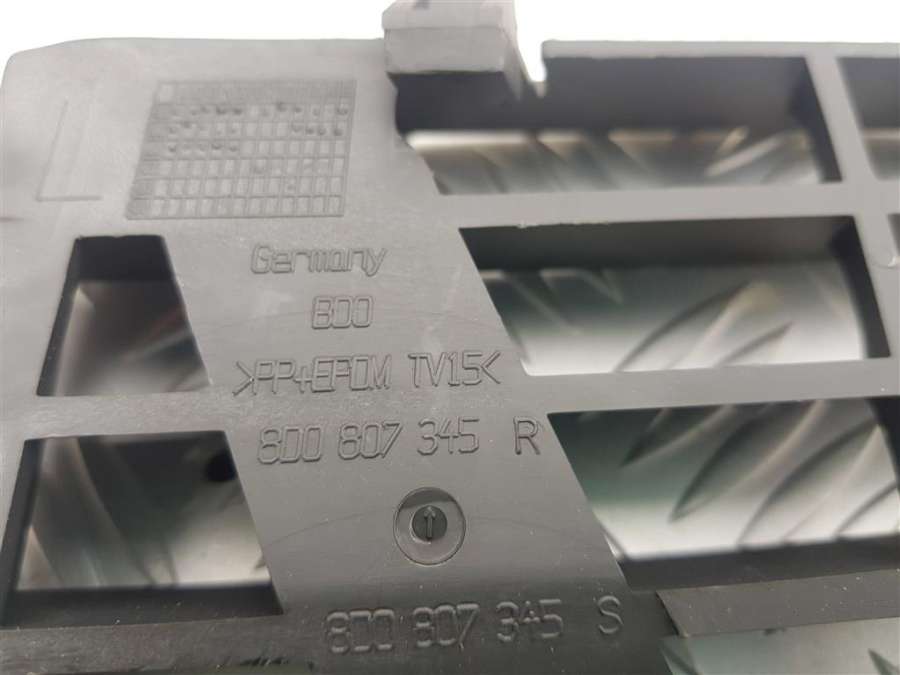 Germany
8D0
>PP+EPDM TV15<
8D0 807 345 R
↑
8D0 807 345 S